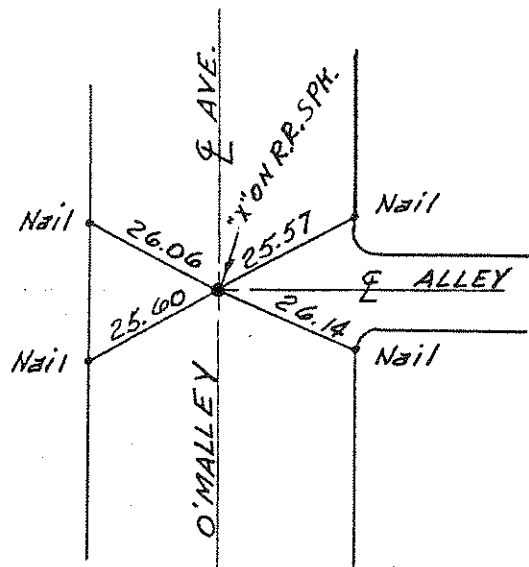 ℄ AVE.
"X" ON R.R. SPK.
Nail
Nail
26.06
25.57
℄ ALLEY
25.60
26.14
Nail
Nail
O'MALLEY